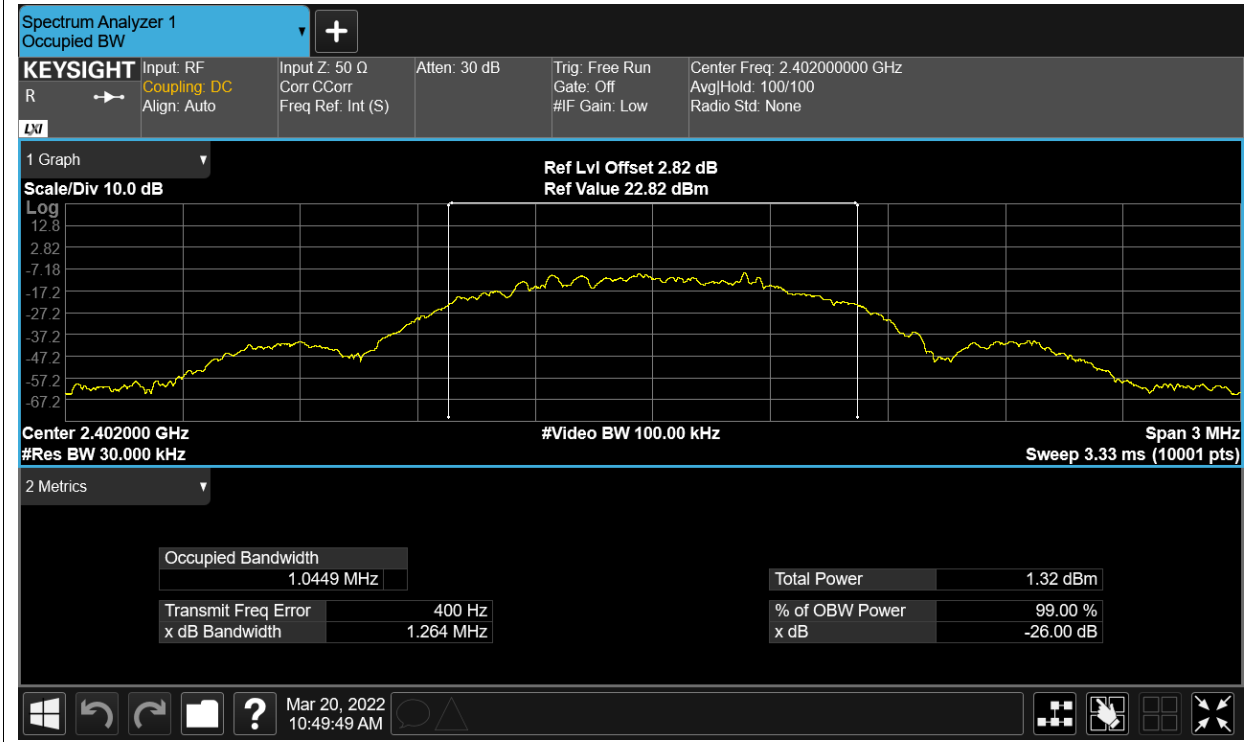 Spectrum Analyzer 1
Occupied BW
KEYSIGHT
R
LXI
Input: RF
Coupling: DC
Align: Auto
Input Z: 50 Ω
Corr CCorr
Freq Ref: Int (S)
Atten: 30 dB
Trig: Free Run
Gate: Off
#IF Gain: Low
Center Freq: 2.402000000 GHz
Avg|Hold: 100/100
Radio Std: None
1 Graph
Scale/Div 10.0 dB
Ref Lvl Offset 2.82 dB
Ref Value 22.82 dBm
Log
12.8
2.82
-7.18
-17.2
-27.2
-37.2
-47.2
-57.2
-67.2
Center 2.402000 GHz
#Res BW 30.000 kHz
#Video BW 100.00 kHz
Span 3 MHz
Sweep 3.33 ms (10001 pts)
2 Metrics
Occupied Bandwidth
1.0449 MHz
Transmit Freq Error 400 Hz
x dB Bandwidth 1.264 MHz
Total Power 1.32 dBm
% of OBW Power 99.00 %
x dB -26.00 dB
?
Mar 20, 2022
10:49:49 AM